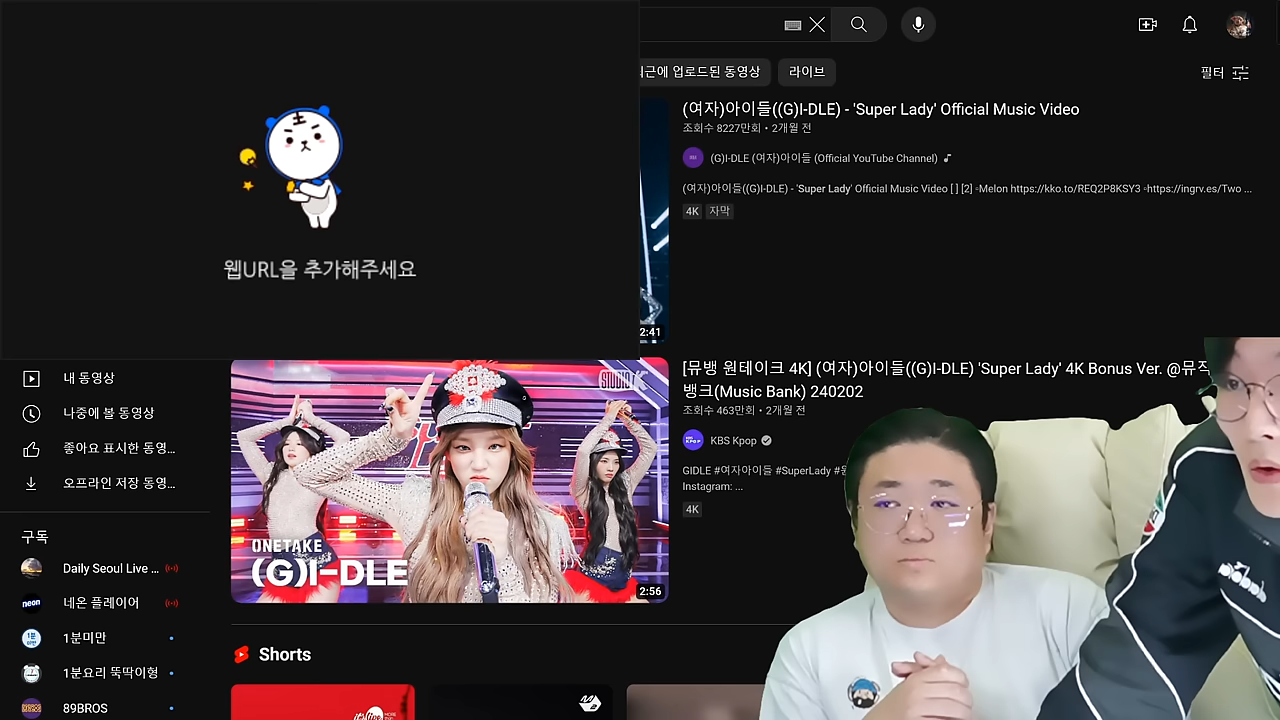 웹URL을 추가해주세요
최근에 업로드된 동영상
라이브
필터
(여자)아이들((G)I-DLE) - 'Super Lady' Official Music Video
조회수 8227만회 • 2개월 전
(G)I-DLE (여자)아이들 (Official YouTube Channel)
(여자)아이들((G)I-DLE) - 'Super Lady' Official Music Video [ ] [2] ◦Melon https://kko.to/REQ2P8KSY3 ◦https://ingrv.es/Two ...
4K 자막
2:41
내 동영상
나중에 볼 동영상
좋아요 표시한 동영...
오프라인 저장 동영...
구독
Daily Seoul Live ...
neon 네온 플레이어
1분미만
1분요리 뚝딱이형
89BROS
STUDIO K
ONETAKE
(G)I-DLE
2:56
[뮤뱅 원테이크 4K] (여자)아이들((G)I-DLE) 'Super Lady' 4K Bonus Ver. @뮤직
뱅크(Music Bank) 240202
조회수 463만회 • 2개월 전
KBS Kpop
GIDLE #여자아이들 #SuperLady
Instagram: ...
4K
Shorts
it's Live